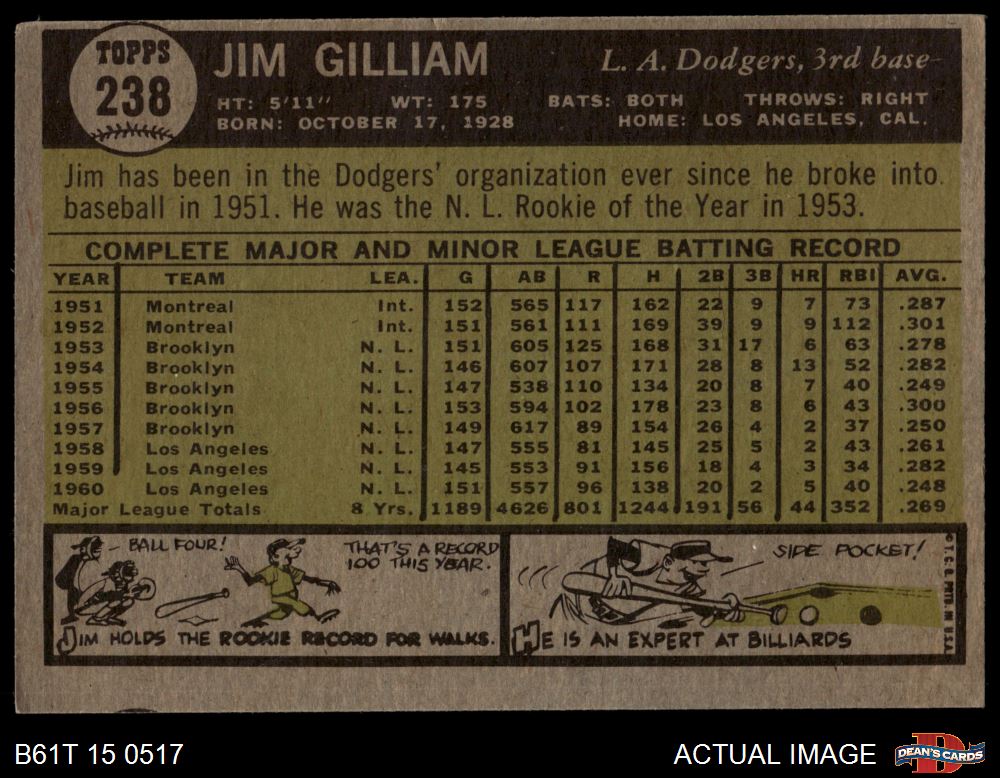 TOPPS
238
JIM GILLIAM
L. A. Dodgers, 3rd base
HT: 5'11" WT: 175 BATS: BOTH THROWS: RIGHT
BORN: OCTOBER 17, 1928 HOME: LOS ANGELES, CAL.
Jim has been in the Dodgers' organization ever since he broke into
baseball in 1951. He was the N. L. Rookie of the Year in 1953.
COMPLETE MAJOR AND MINOR LEAGUE BATTING RECORD
YEAR TEAM LEA. G AB R H 2B 3B HR RBI AVG.
1951 Montreal Int. 152 565 117 162 22 9 7 73 .287
1952 Montreal Int. 151 561 111 169 39 9 9 112 .301
1953 Brooklyn N. L. 151 605 125 168 31 17 6 63 .278
1954 Brooklyn N. L. 146 607 107 171 28 8 13 52 .282
1955 Brooklyn N. L. 147 538 110 134 20 8 7 40 .249
1956 Brooklyn N. L. 153 594 102 178 23 8 6 43 .300
1957 Brooklyn N. L. 149 617 89 154 26 4 2 37 .250
1958 Los Angeles N. L. 147 555 81 145 25 5 2 43 .261
1959 Los Angeles N. L. 145 553 91 156 18 4 3 34 .282
1960 Los Angeles N. L. 151 557 96 138 20 2 5 40 .248
Major League Totals 8 Yrs. 1189 4626 801 1244 191 56 44 352 .269
BALL FOUR!
THAT'S A RECORD
100 THIS YEAR.
JIM HOLDS THE ROOKIE RECORD FOR WALKS.
SIDE POCKET!
HE IS AN EXPERT AT BILLIARDS
© T. C. G. PRTD. IN U.S.A.
B61T 15 0517
ACTUAL IMAGE
D
DEAN'S CARDS